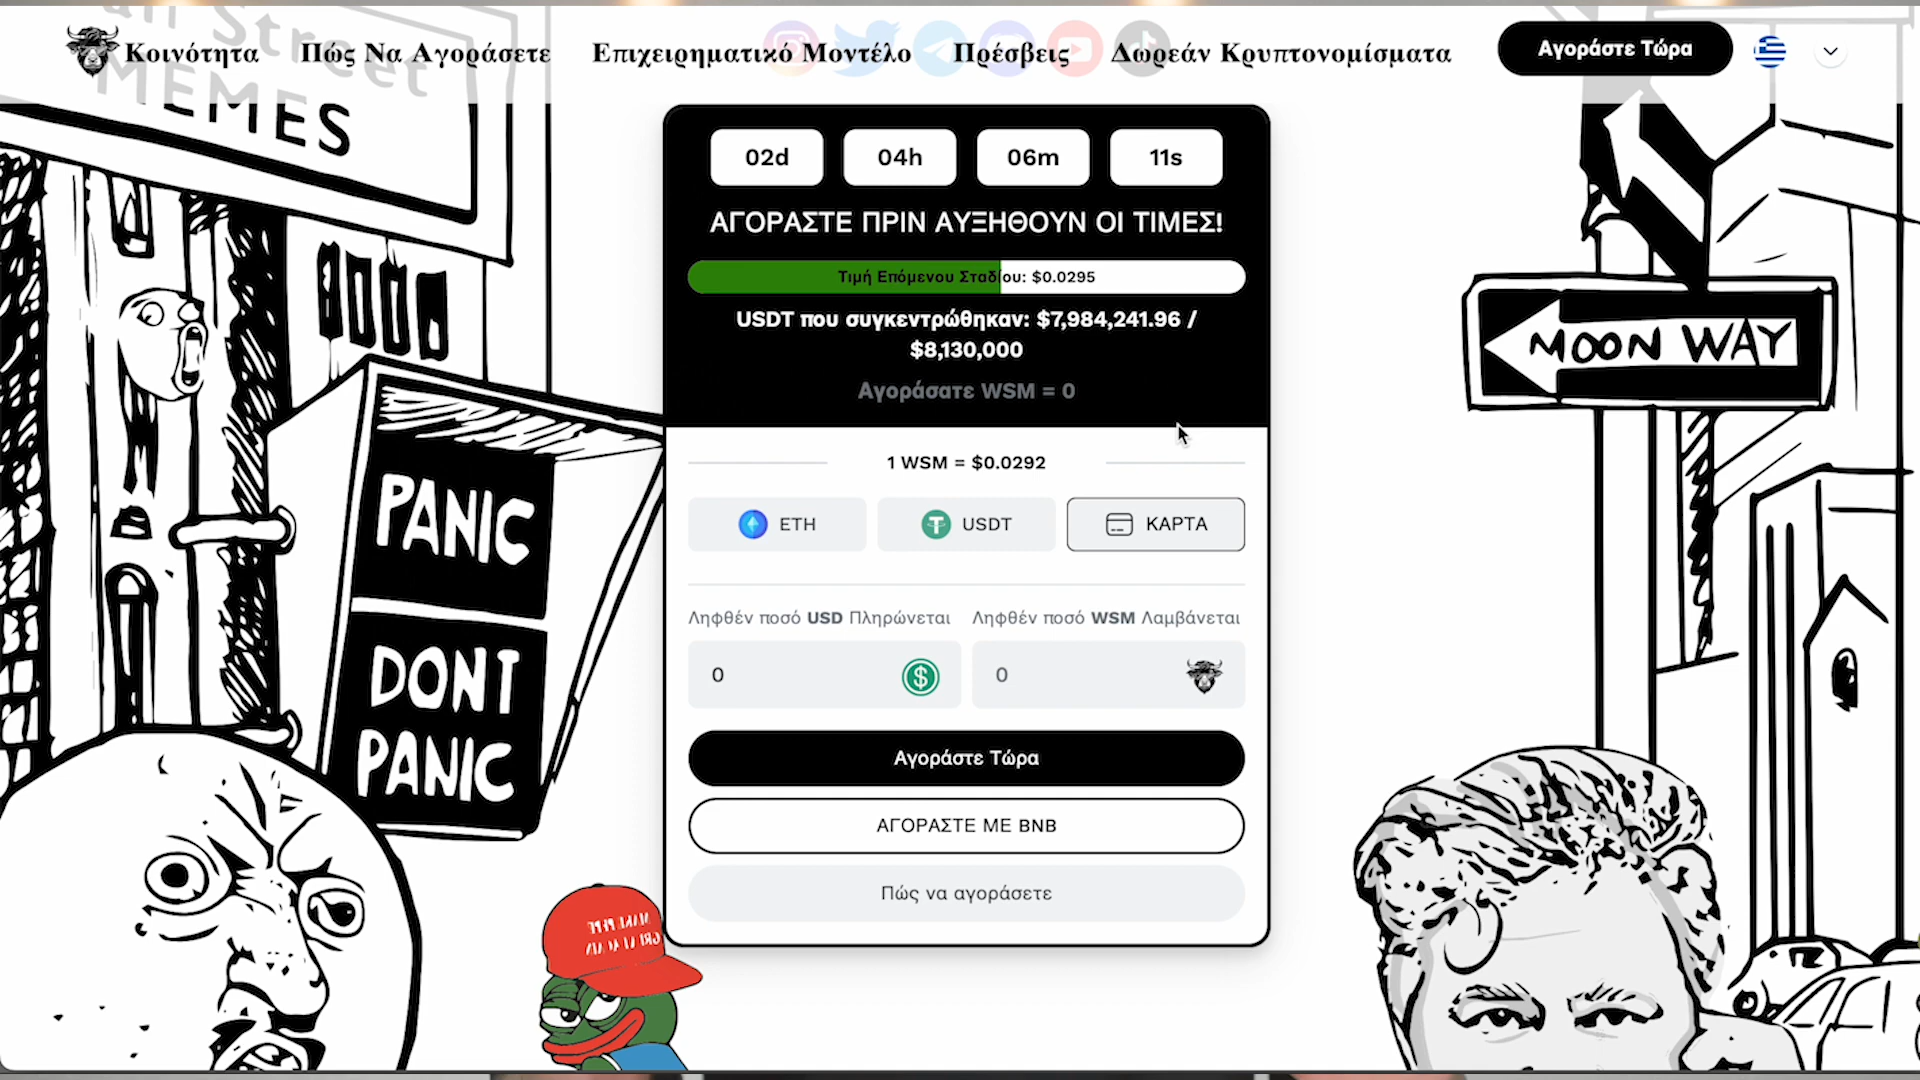 Κοινότητα
Πώς Να Αγοράσετε
Επιχειρηματικό Μοντέλο
Πρέσβεις
Δωρεάν Κρυπτονομίσματα
Αγοράστε Τώρα
Street
MEMES
02d
04h
06m
11s
ΑΓΟΡΑΣΤΕ ΠΡΙΝ ΑΥΞΗΘΟΥΝ ΟΙ ΤΙΜΕΣ!
Τιμή Επόμενου Σταδίου: $0.0295
USDT που συγκεντρώθηκαν: $7,984,241.96 /
$8,130,000
Αγοράσατε WSM = 0
MOON WAY
1 WSM = $0.0292
ETH
USDT
ΚΑΡΤΑ
PANIC
DONT
PANIC
Ληφθέν ποσό USD Πληρώνεται
Ληφθέν ποσό WSM Λαμβάνεται
0
0
Αγοράστε Τώρα
ΑΓΟΡΑΣΤΕ ΜΕ BNB
Πώς να αγοράσετε